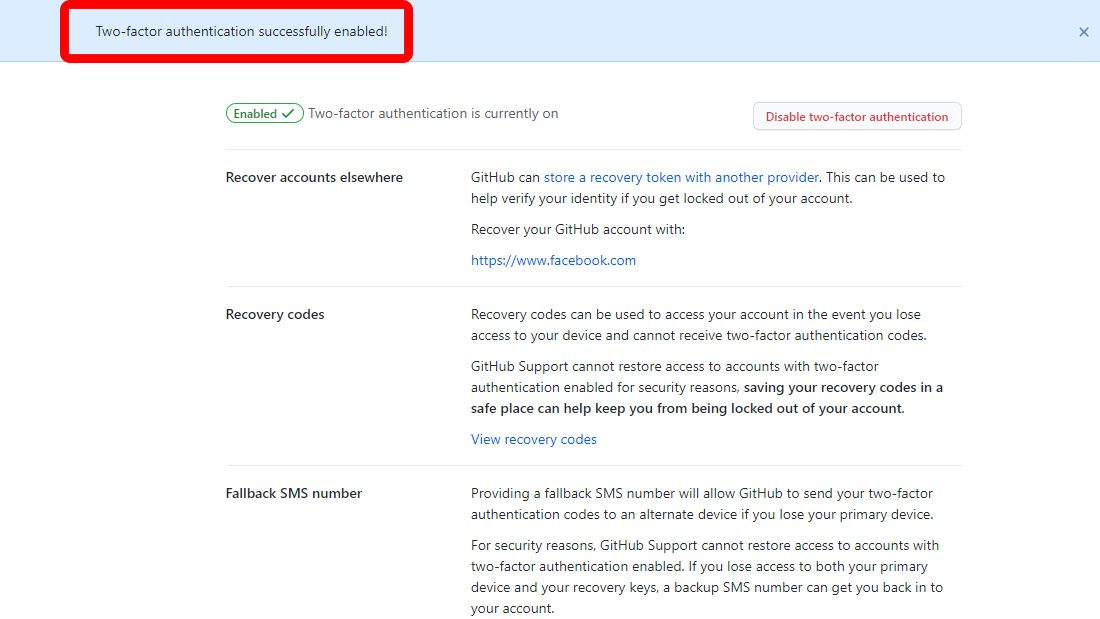 Two-factor authentication successfully enabled!
Enabled ✓ Two-factor authentication is currently on
Disable two-factor authentication
Recover accounts elsewhere
GitHub can store a recovery token with another provider. This can be used to
help verify your identity if you get locked out of your account.
Recover your GitHub account with:
https://www.facebook.com
Recovery codes
Recovery codes can be used to access your account in the event you lose
access to your device and cannot receive two-factor authentication codes.
GitHub Support cannot restore access to accounts with two-factor
authentication enabled for security reasons, saving your recovery codes in a
safe place can help keep you from being locked out of your account.
View recovery codes
Fallback SMS number
Providing a fallback SMS number will allow GitHub to send your two-factor
authentication codes to an alternate device if you lose your primary device.
For security reasons, GitHub Support cannot restore access to accounts with
two-factor authentication enabled. If you lose access to both your primary
device and your recovery keys, a backup SMS number can get you back in to
your account.